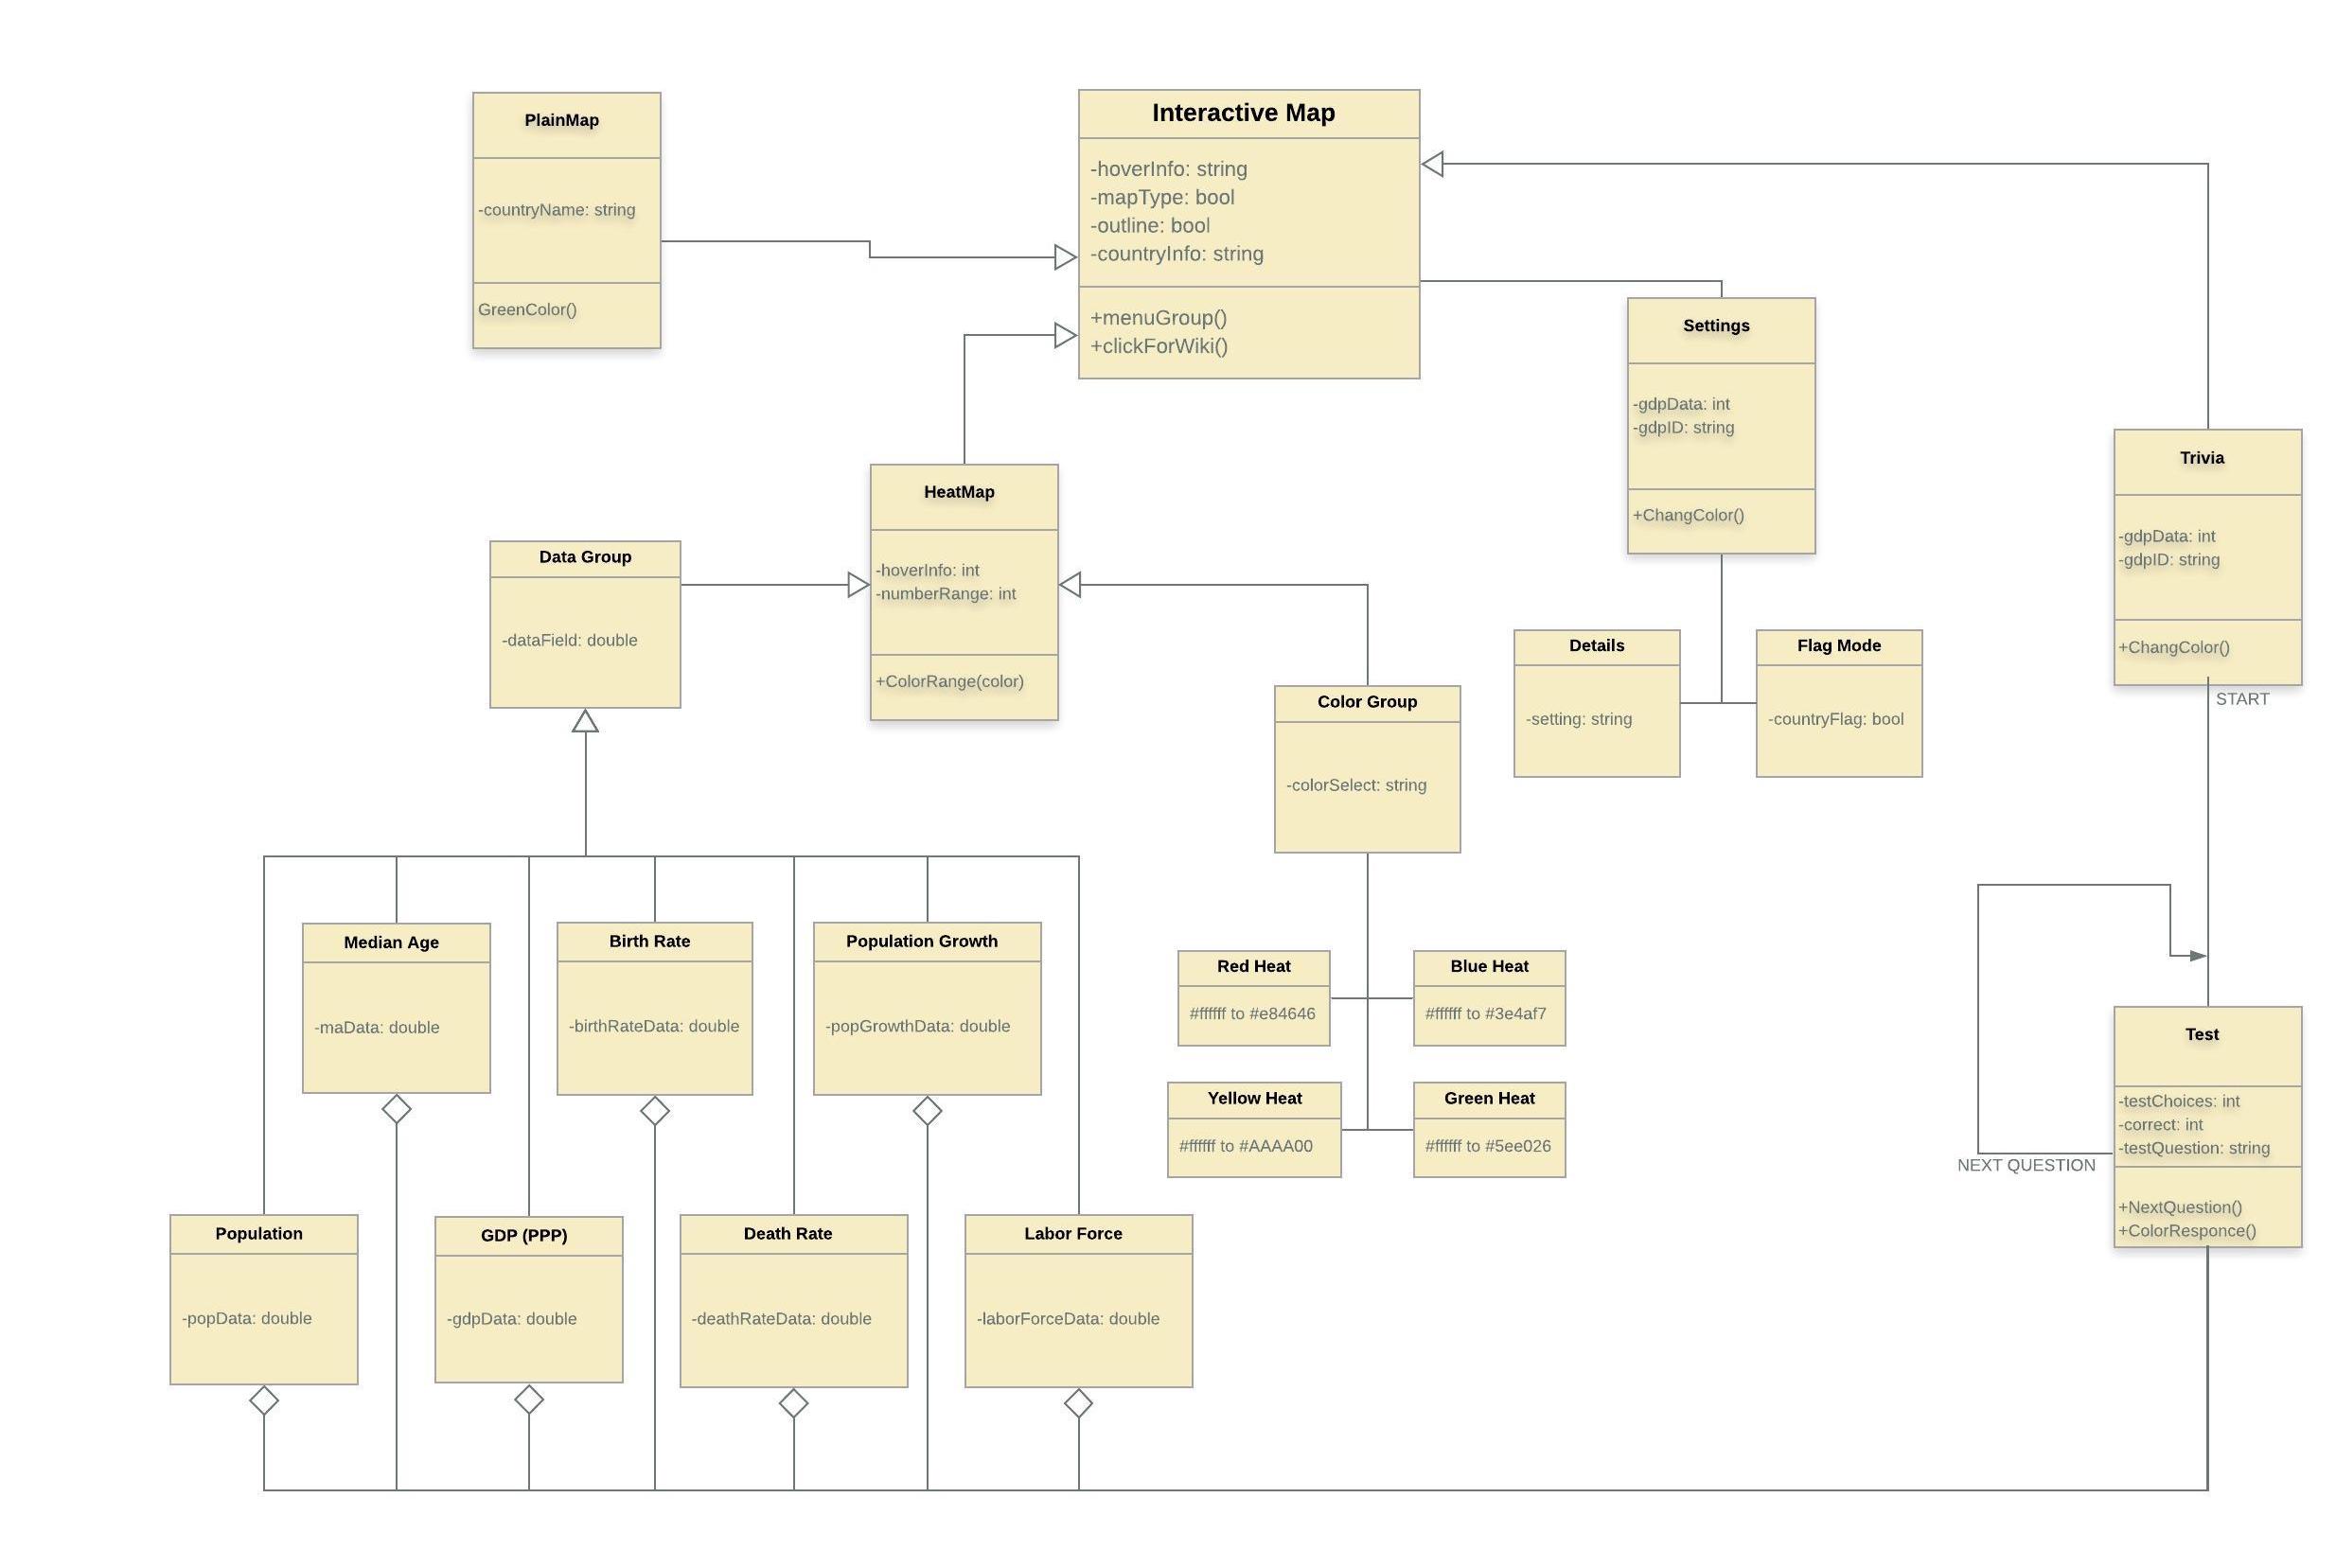 PlainMap
-countryName: string
GreenColor()
Interactive Map
-hoverInfo: string
-mapType: bool
-outline: bool
-countryInfo: string
+menuGroup()
+clickForWiki()
Settings
-gdpData: int
-gdpID: string
+ChangColor()
Trivia
-gdpData: int
-gdpID: string
+ChangColor()
START
HeatMap
-hoverInfo: int
-numberRange: int
+ColorRange(color)
Data Group
-dataField: double
Details
-setting: string
Flag Mode
-countryFlag: bool
Color Group
-colorSelect: string
Median Age
-maData: double
Birth Rate
-birthRateData: double
Population Growth
-popGrowthData: double
Red Heat
#ffffff to #e84646
Blue Heat
#ffffff to #3e4af7
Yellow Heat
#ffffff to #AAAA00
Green Heat
#ffffff to #5ee026
Test
-testChoices: int
-correct: int
-testQuestion: string
+NextQuestion()
+ColorResponce()
NEXT QUESTION
Population
-popData: double
GDP (PPP)
-gdpData: double
Death Rate
-deathRateData: double
Labor Force
-laborForceData: double